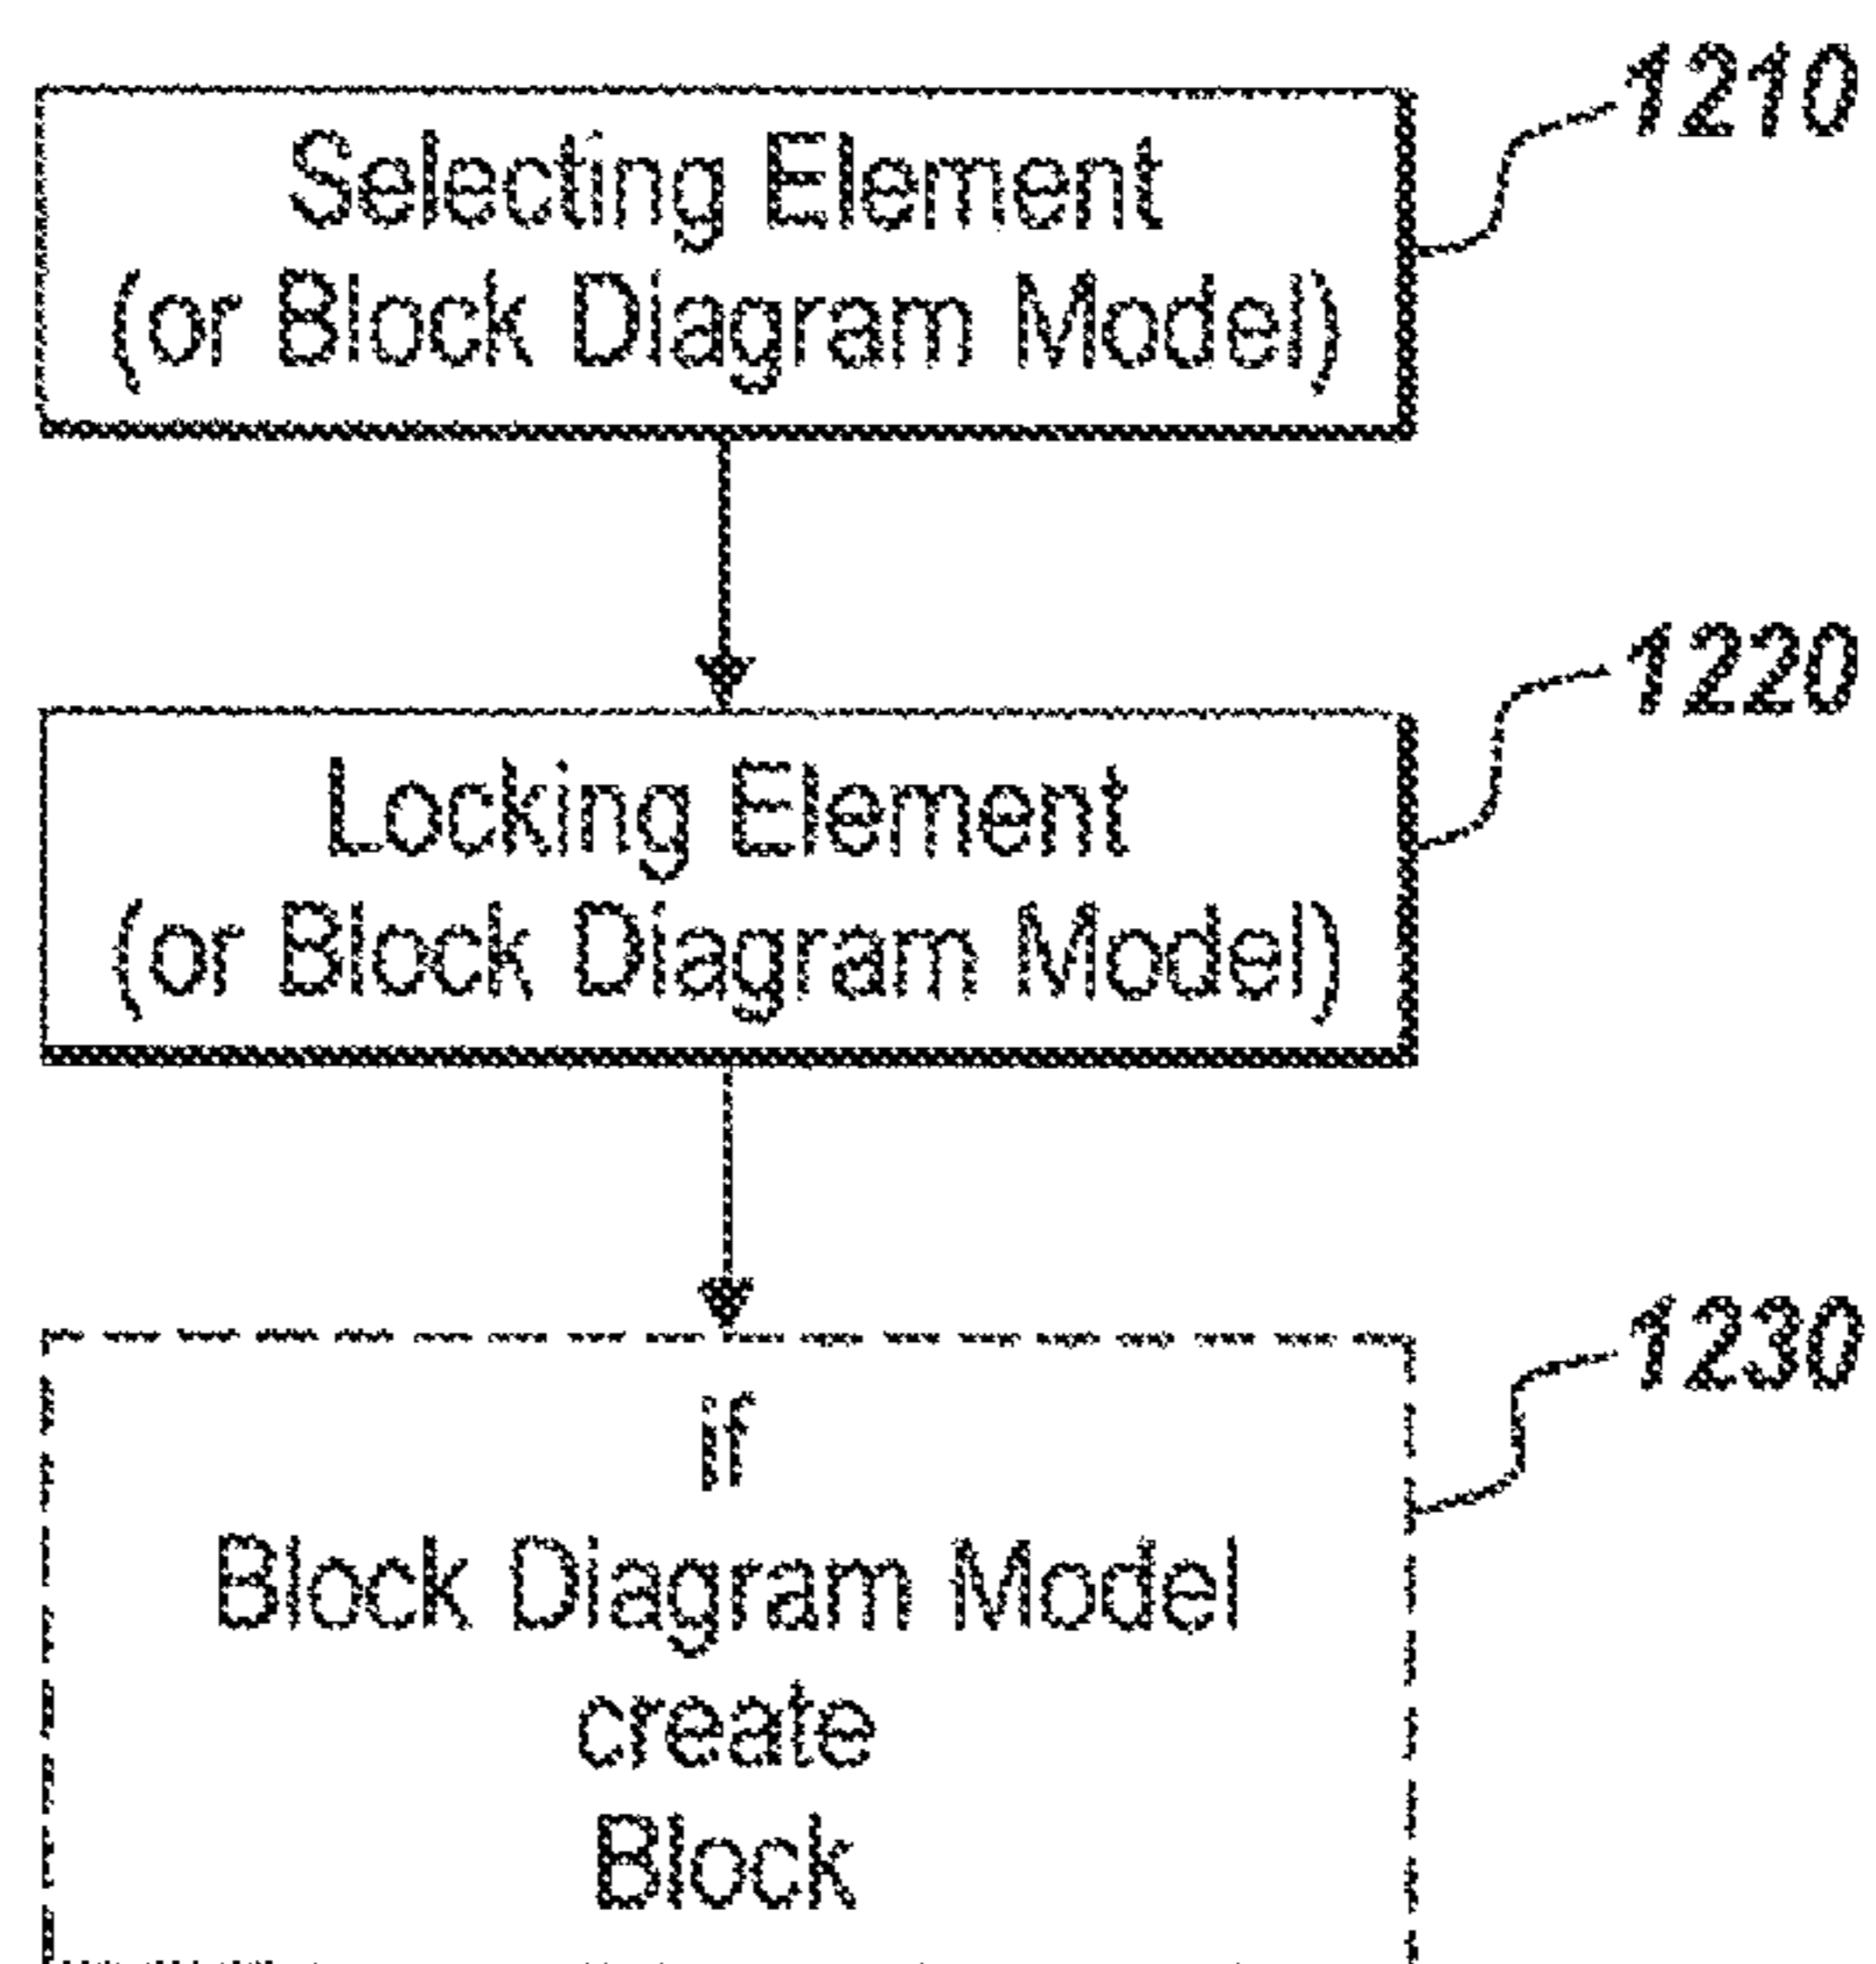 1210
Selecting Element
(or Block Diagram Model)
1220
Locking Element
(or Block Diagram Model)
1230
if
Block Diagram Model
create
Block